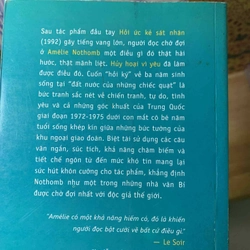 Sau tác phẩm đầu tay Hồi ức kẻ sát nhân
(1992) gây tiếng vang lớn, người đọc chờ đợi
ở Amélie Nothomb một điều gì đó thật hài
hước, thật mãnh liệt. Hủy hoại vì yêu đã
làm được điều đó. Cuốn "hồi ký" về ba năm sinh
sống tại "đất nước của những chiếc quạt" là
bức tranh sắc nét về chiến tranh, tự do, tình
yêu và cả những góc khuất của Trung Quốc
giai đoạn 1972-1975 dưới con mắt cô bé năm
tuổi sống khép kín giữa những bức tường của
khu ngoại giao đoàn. Biệt tài sử dụng các câu
văn ngắn, súc tích, khả năng châm biếm và
tiết chế ngôn từ đến mức khó tin mang lại
sức hút khôn cưỡng cho tác phẩm, khẳng định
Nothomb như một trong những nhà văn Bỉ
được chờ đợi nhất với độc giả thế giới.
"Amélie có một khả năng hiếm có, đó là khiến
người đọc bật cười về bất cứ điều gì."
— Le Soir